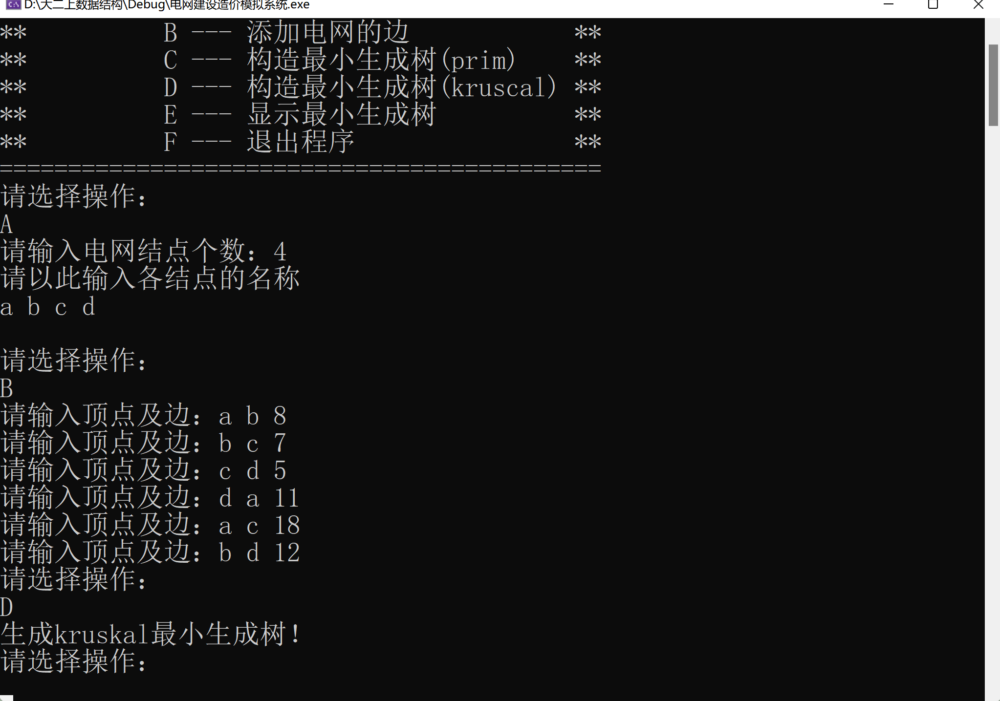 D:\大二上数据结构\Debug\电网建设造价模拟系统.exe
** B --- 添加电网的边 **
** C --- 构造最小生成树(prim) **
** D --- 构造最小生成树(kruscal) **
** E --- 显示最小生成树 **
** F --- 退出程序 **
============================================
请选择操作：
A
请输入电网结点个数：4
请以此输入各结点的名称
a b c d
请选择操作：
B
请输入顶点及边：a b 8
请输入顶点及边：b c 7
请输入顶点及边：c d 5
请输入顶点及边：d a 11
请输入顶点及边：a c 18
请输入顶点及边：b d 12
请选择操作：
D
生成kruskal最小生成树！
请选择操作：